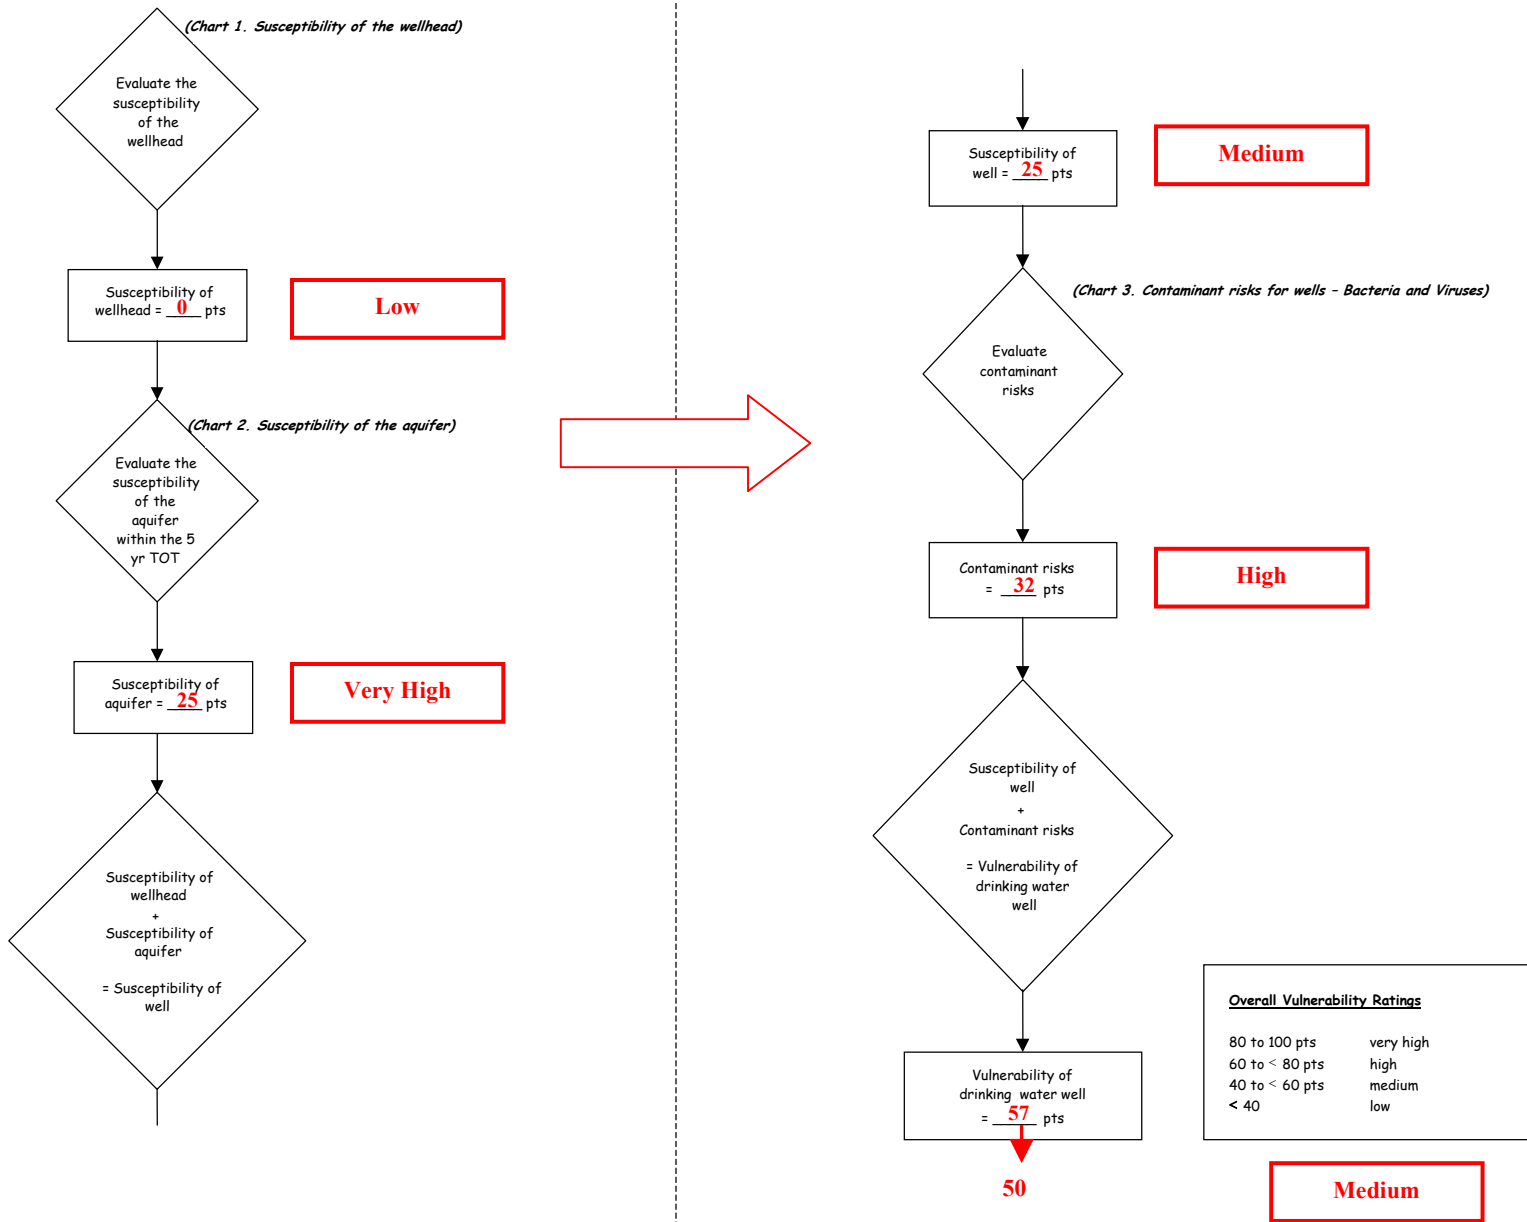 (Chart 1. Susceptibility of the wellhead)
Evaluate the
susceptibility
of the
wellhead
Susceptibility of
wellhead = 0 pts
Low
(Chart 2. Susceptibility of the aquifer)
Evaluate the
susceptibility
of the
aquifer
within the 5
yr TOT
Susceptibility of
aquifer = 25 pts
Very High
Susceptibility of
wellhead
+
Susceptibility of
aquifer
= Susceptibility of
well
Susceptibility of
well = 25 pts
Medium
(Chart 3. Contaminant risks for wells – Bacteria and Viruses)
Evaluate
contaminant
risks
Contaminant risks
= 32 pts
High
Susceptibility of
well
+
Contaminant risks
= Vulnerability of
drinking water
well
Vulnerability of
drinking water well
= 57 pts
50
Overall Vulnerability Ratings
80 to 100 pts very high
60 to < 80 pts high
40 to < 60 pts medium
< 40 low
Medium